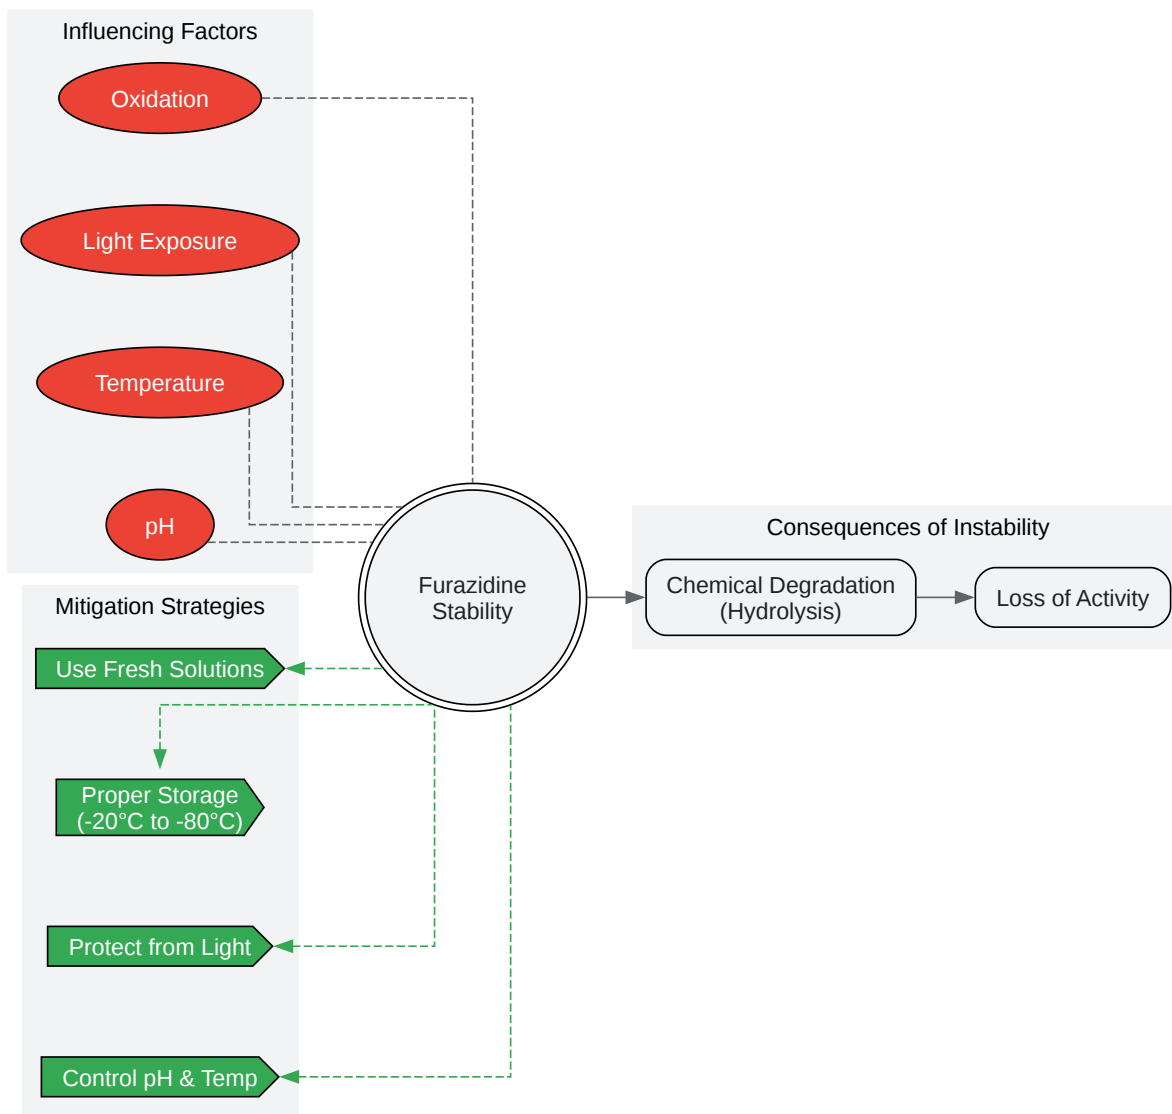 Influencing Factors
Oxidation
Light Exposure
Temperature
pH
Furazidine
Stability
Consequences of Instability
Chemical Degradation
(Hydrolysis)
Loss of Activity
Mitigation Strategies
Use Fresh Solutions
Proper Storage
(-20°C to -80°C)
Protect from Light
Control pH & Temp